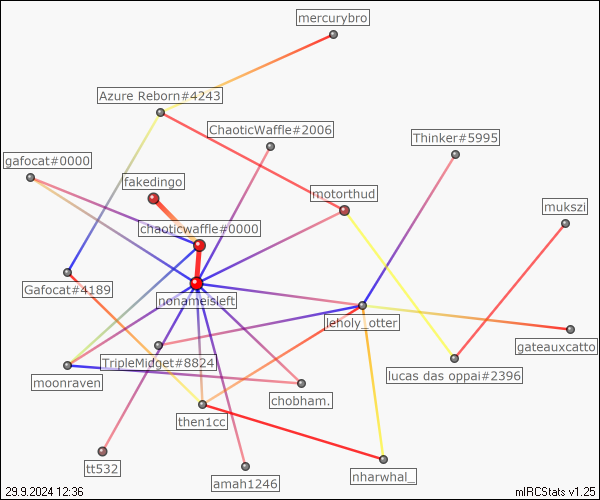 mercurybro
Azure Reborn#4243
ChaoticWaffle#2006
Thinker#5995
gafocat#0000
fakedingo
motorthud
mukszi
chaoticwaffle#0000
Gafocat#4189
nonameisleft
leholy_otter
gateauxcatto
TripleMidget#8824
lucas das oppai#2396
moonraven
chobham.
then1cc
tt532
amah1246
nharwhal_
29.9.2024 12:36
mIRCStats v1.25